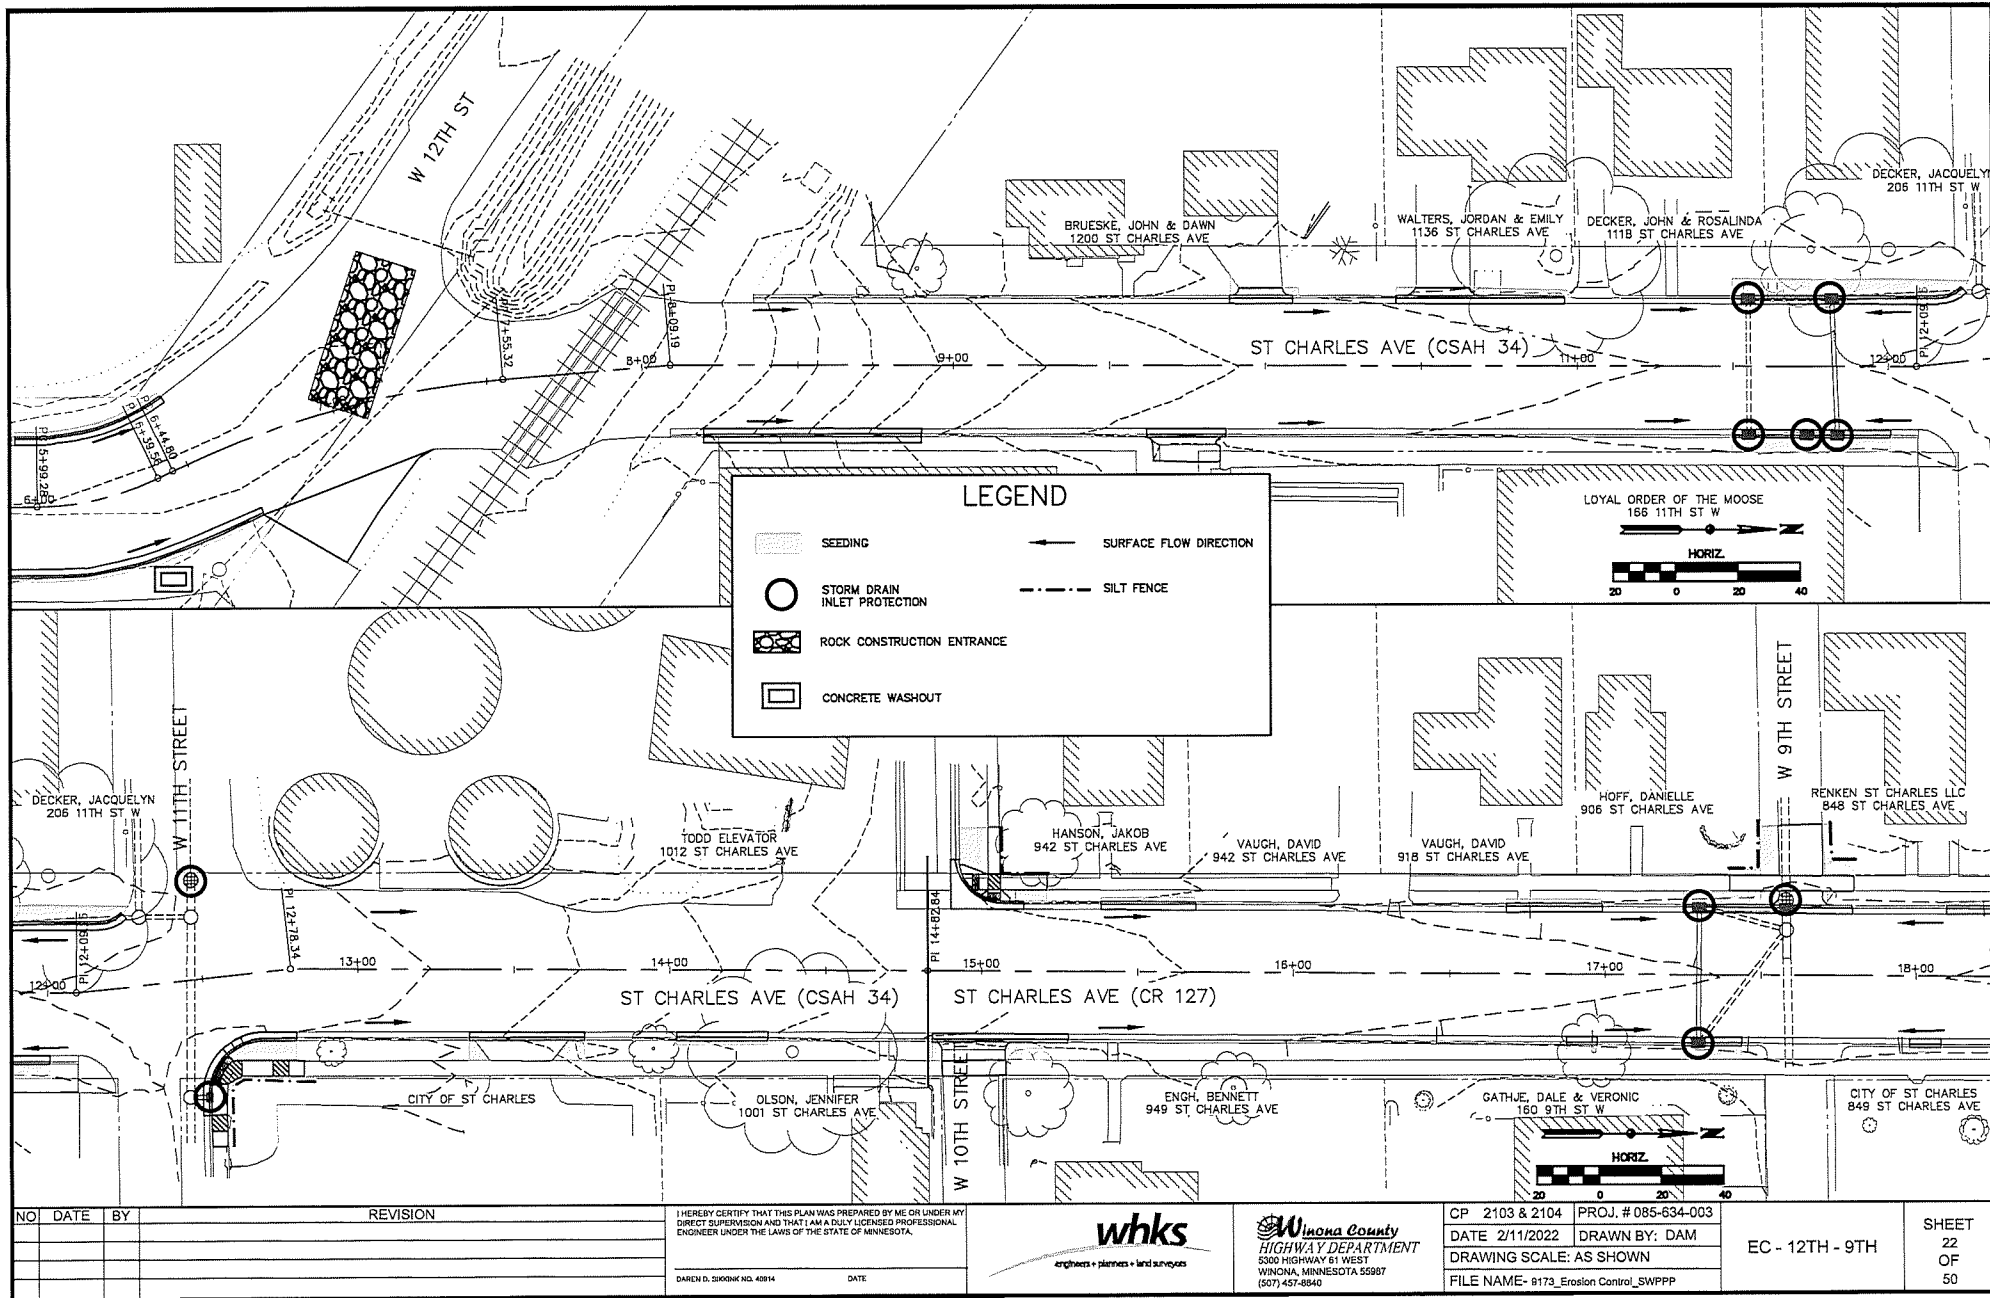 W 12TH ST
DECKER, JACQUELYN
206 11TH ST W
BRUESKE, JOHN & DAWN
1200 ST CHARLES AVE
WALTERS, JORDAN & EMILY
1136 ST CHARLES AVE
DECKER, JOHN & ROSALINDA
1118 ST CHARLES AVE
PI 8+09.19
PI 7+55.32
PI 12+09.26
8+00
9+00
ST CHARLES AVE (CSAH 34)
11+00
12+00
PI 6+44.80
PI 6+39.56
PI 5+99.28
6+00
LOYAL ORDER OF THE MOOSE
166 11TH ST W
N
HORIZ.
20 0 20 40
LEGEND
SEEDING
SURFACE FLOW DIRECTION
STORM DRAIN
INLET PROTECTION
SILT FENCE
ROCK CONSTRUCTION ENTRANCE
CONCRETE WASHOUT
W 11TH STREET
W 9TH STREET
DECKER, JACQUELYN
206 11TH ST W
TODD ELEVATOR
1012 ST CHARLES AVE
HANSON, JAKOB
942 ST CHARLES AVE
VAUGH, DAVID
942 ST CHARLES AVE
VAUGH, DAVID
918 ST CHARLES AVE
HOFF, DANIELLE
906 ST CHARLES AVE
RENKEN ST CHARLES LLC
848 ST CHARLES AVE
PI 12+09.26
PI 12+78.34
PI 14+82.84
12+00
13+00
14+00
15+00
16+00
17+00
18+00
ST CHARLES AVE (CSAH 34)
ST CHARLES AVE (CR 127)
CITY OF ST CHARLES
OLSON, JENNIFER
1001 ST CHARLES AVE
W 10TH STREET
ENGH, BENNETT
949 ST CHARLES AVE
GATHJE, DALE & VERONIC
160 9TH ST W
CITY OF ST CHARLES
849 ST CHARLES AVE
N
HORIZ.
20 0 20 40
NO DATE BY REVISION
I HEREBY CERTIFY THAT THIS PLAN WAS PREPARED BY ME OR UNDER MY
DIRECT SUPERVISION AND THAT I AM A DULY LICENSED PROFESSIONAL
ENGINEER UNDER THE LAWS OF THE STATE OF MINNESOTA.
DAREN D. SIKKINK NO. 40914 DATE
whks
engineers + planners + land surveyors
Winona County
HIGHWAY DEPARTMENT
5300 HIGHWAY 61 WEST
WINONA, MINNESOTA 55987
(507) 457-8840
CP 2103 & 2104 PROJ. # 085-634-003
DATE 2/11/2022 DRAWN BY: DAM
DRAWING SCALE: AS SHOWN
FILE NAME- 9173_Erosion Control_SWPPP
EC - 12TH - 9TH
SHEET
22
OF
50